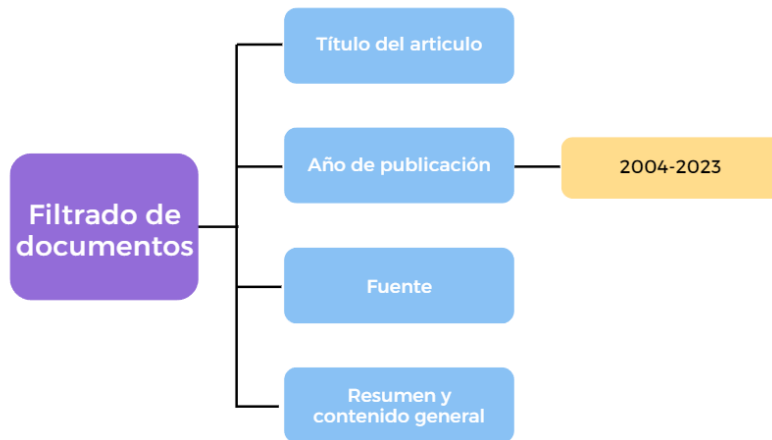 Título del articulo
Año de publicación
2004-2023
Filtrado de
documentos
Fuente
Resumen y
contenido general